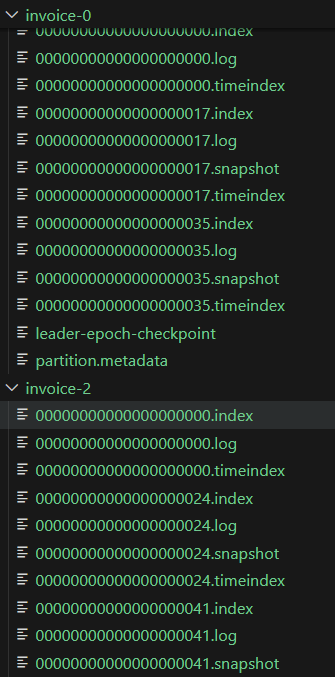 invoice-0
00000000000000000000.index
00000000000000000000.log
00000000000000000000.timeindex
00000000000000000017.index
00000000000000000017.log
00000000000000000017.snapshot
00000000000000000017.timeindex
00000000000000000035.index
00000000000000000035.log
00000000000000000035.snapshot
00000000000000000035.timeindex
leader-epoch-checkpoint
partition.metadata
invoice-2
00000000000000000000.index
00000000000000000000.log
00000000000000000000.timeindex
00000000000000000024.index
00000000000000000024.log
00000000000000000024.snapshot
00000000000000000024.timeindex
00000000000000000041.index
00000000000000000041.log
00000000000000000041.snapshot